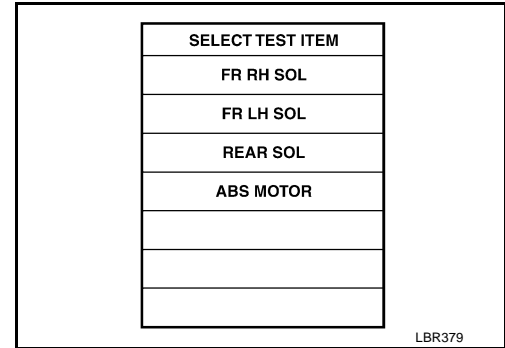 SELECT TEST ITEM
FR RH SOL
FR LH SOL
REAR SOL
ABS MOTOR
LBR379